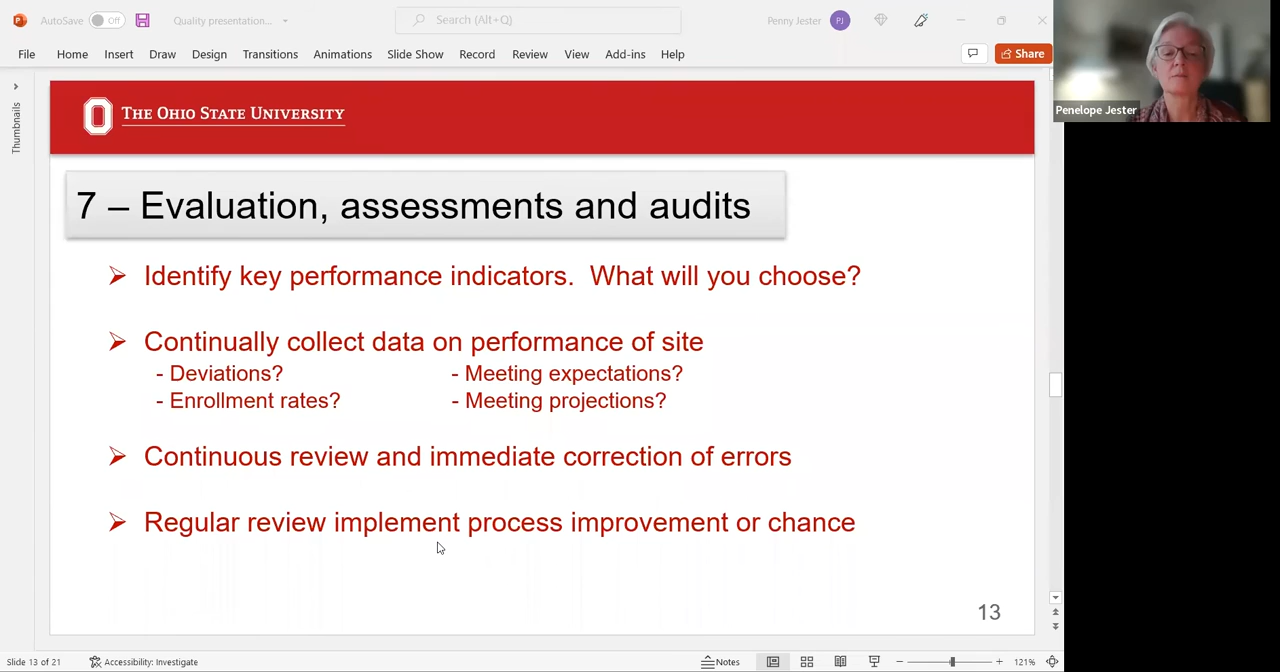 AutoSave Off Quality presentation... Search (Alt+Q) Penny Jester PJ
File Home Insert Draw Design Transitions Animations Slide Show Record Review View Add-ins Help Share
Penelope Jester
Thumbnails
THE OHIO STATE UNIVERSITY
7 – Evaluation, assessments and audits
Identify key performance indicators. What will you choose?
Continually collect data on performance of site
- Deviations? - Meeting expectations?
- Enrollment rates? - Meeting projections?
Continuous review and immediate correction of errors
Regular review implement process improvement or chance
13
Slide 13 of 21 Accessibility: Investigate Notes 121%